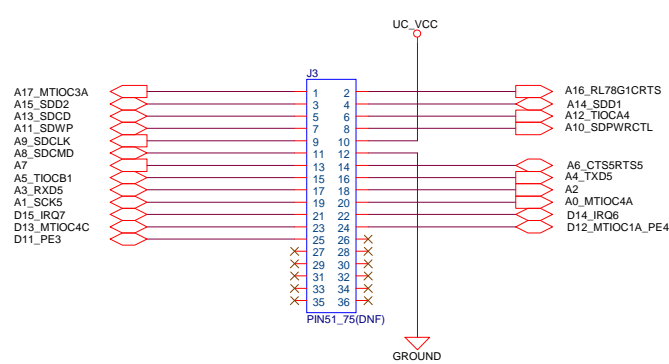 UC_VCC
J3
A17_MTIOC3A 1 2 A16_RL78G1CRTS
A15_SDD2 3 4 A14_SDD1
A13_SDCD 5 6 A12_TIOCA4
A11_SDWP 7 8 A10_SDPWRCTL
A9_SDCLK 9 10
A8_SDCMD 11 12
A7 13 14 A6_CTS5RTS5
A5_TIOCB1 15 16 A4_TXD5
A3_RXD5 17 18 A2
A1_SCK5 19 20 A0_MTIOC4A
D15_IRQ7 21 22 D14_IRQ6
D13_MTIOC4C 23 24 D12_MTIOC1A_PE4
D11_PE3 25 26
27 28
29 30
31 32
33 34
35 36
PIN51_75(DNF)
GROUND